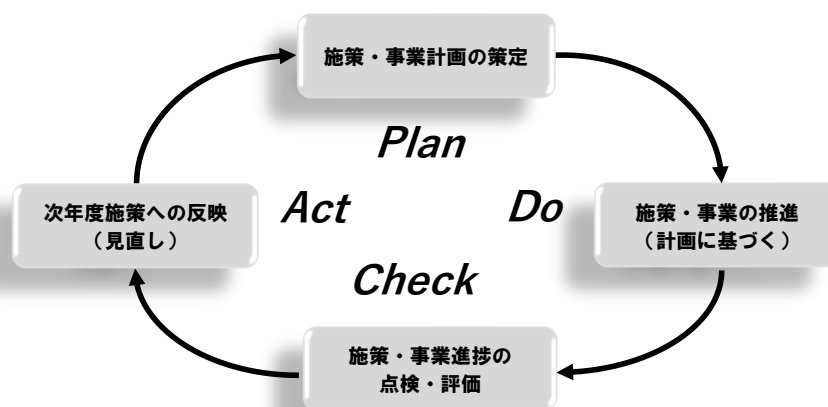 施策・事業計画の策定
Plan
Act
Do
次年度施策への反映
（見直し）
施策・事業の推進
（計画に基づく）
Check
施策・事業進捗の
点検・評価